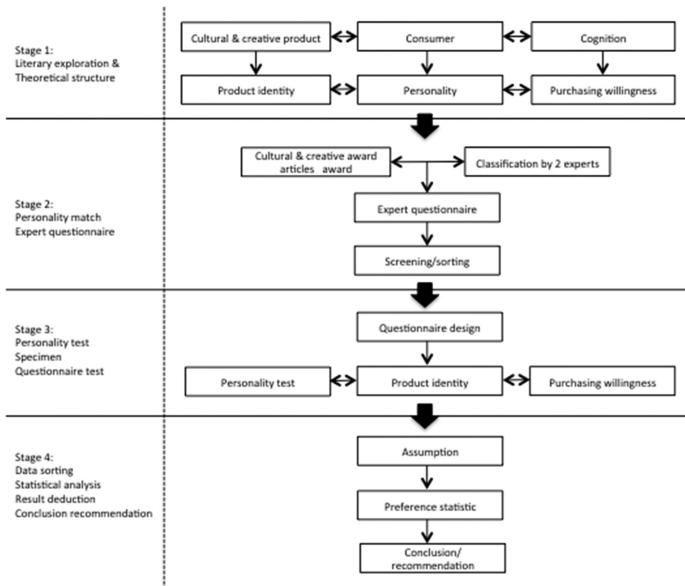 Stage 1:
Literary exploration &
Theoretical structure
Cultural & creative product
Consumer
Cognition
Product identity
Personality
Purchasing willingness
Stage 2:
Personality match
Expert questionnaire
Cultural & creative award
articles award
Classification by 2 experts
Expert questionnaire
Screening/sorting
Stage 3:
Personality test
Specimen
Questionnaire test
Questionnaire design
Personality test
Product identity
Purchasing willingness
Stage 4:
Data sorting
Statistical analysis
Result deduction
Conclusion recommendation
Assumption
Preference statistic
Conclusion/
recommendation